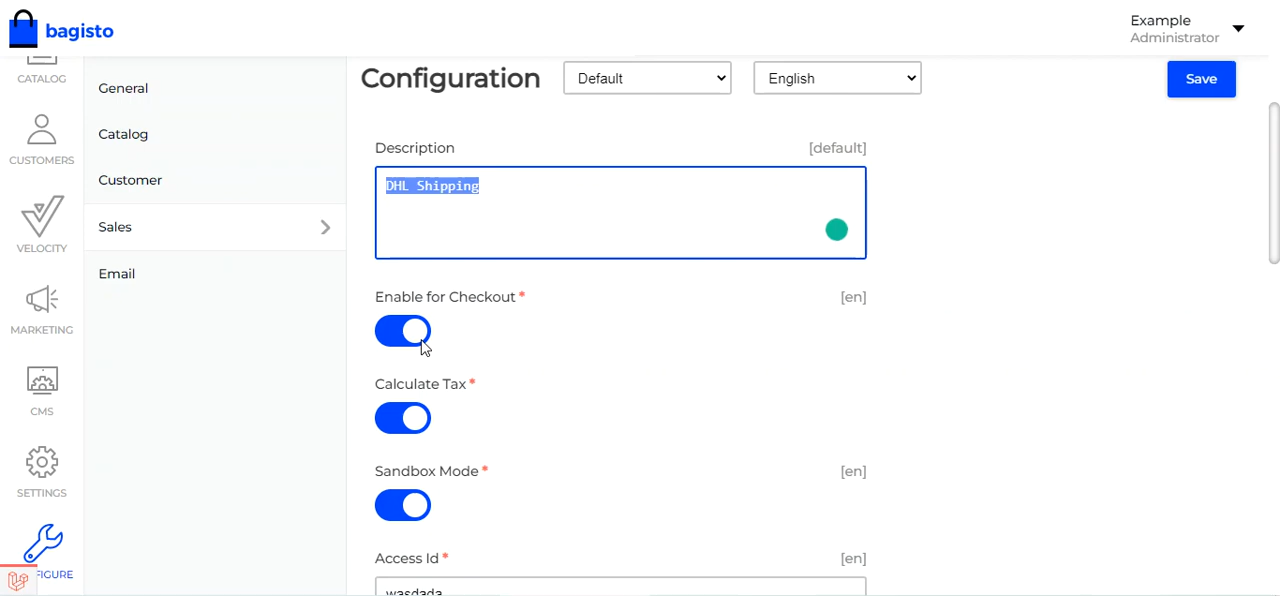 bagisto
Example
Administrator
CATALOG
CUSTOMERS
VELOCITY
MARKETING
CMS
SETTINGS
FIGURE
General
Catalog
Customer
Sales
Email
Configuration
Default
English
Save
Description [default]
DHL Shipping
Enable for Checkout * [en]
Calculate Tax *
Sandbox Mode * [en]
Access Id * [en]
wasdada